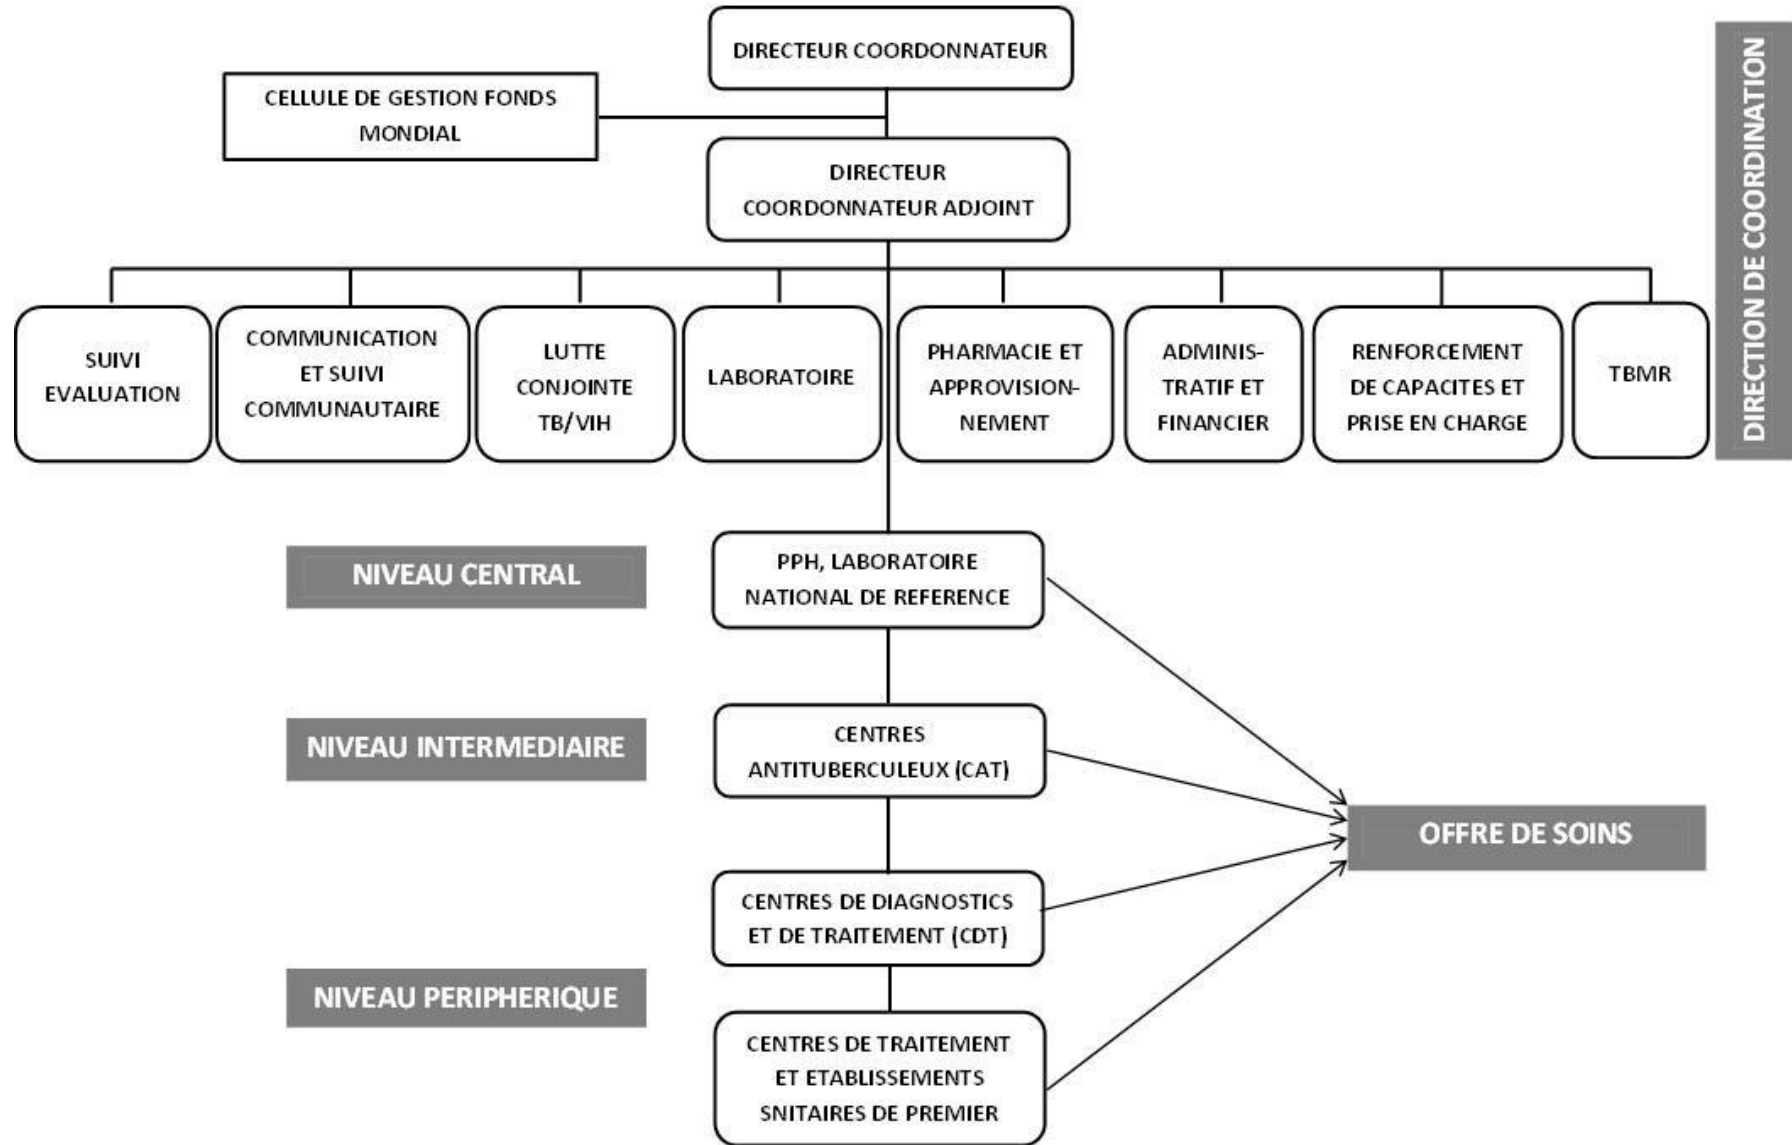 DIRECTEUR COORDONNATEUR
CELLULE DE GESTION FONDS
MONDIAL
DIRECTEUR
COORDONNATEUR ADJOINT
DIRECTION DE COORDINATION
SUIVI
EVALUATION
COMMUNICATION
ET SUIVI
COMMUNAUTAIRE
LUTTE
CONJOINTE
TB/VIH
LABORATOIRE
PHARMACIE ET
APPROVISION-
NEMENT
ADMINIS-
TRATIF ET
FINANCIER
RENFORCEMENT
DE CAPACITES ET
PRISE EN CHARGE
TBMR
NIVEAU CENTRAL
PPH, LABORATOIRE
NATIONAL DE REFERENCE
NIVEAU INTERMEDIAIRE
CENTRES
ANTITUBERCULEUX (CAT)
OFFRE DE SOINS
CENTRES DE DIAGNOSTICS
ET DE TRAITEMENT (CDT)
NIVEAU PERIPHERIQUE
CENTRES DE TRAITEMENT
ET ETABLISSEMENTS
SNITAIRES DE PREMIER